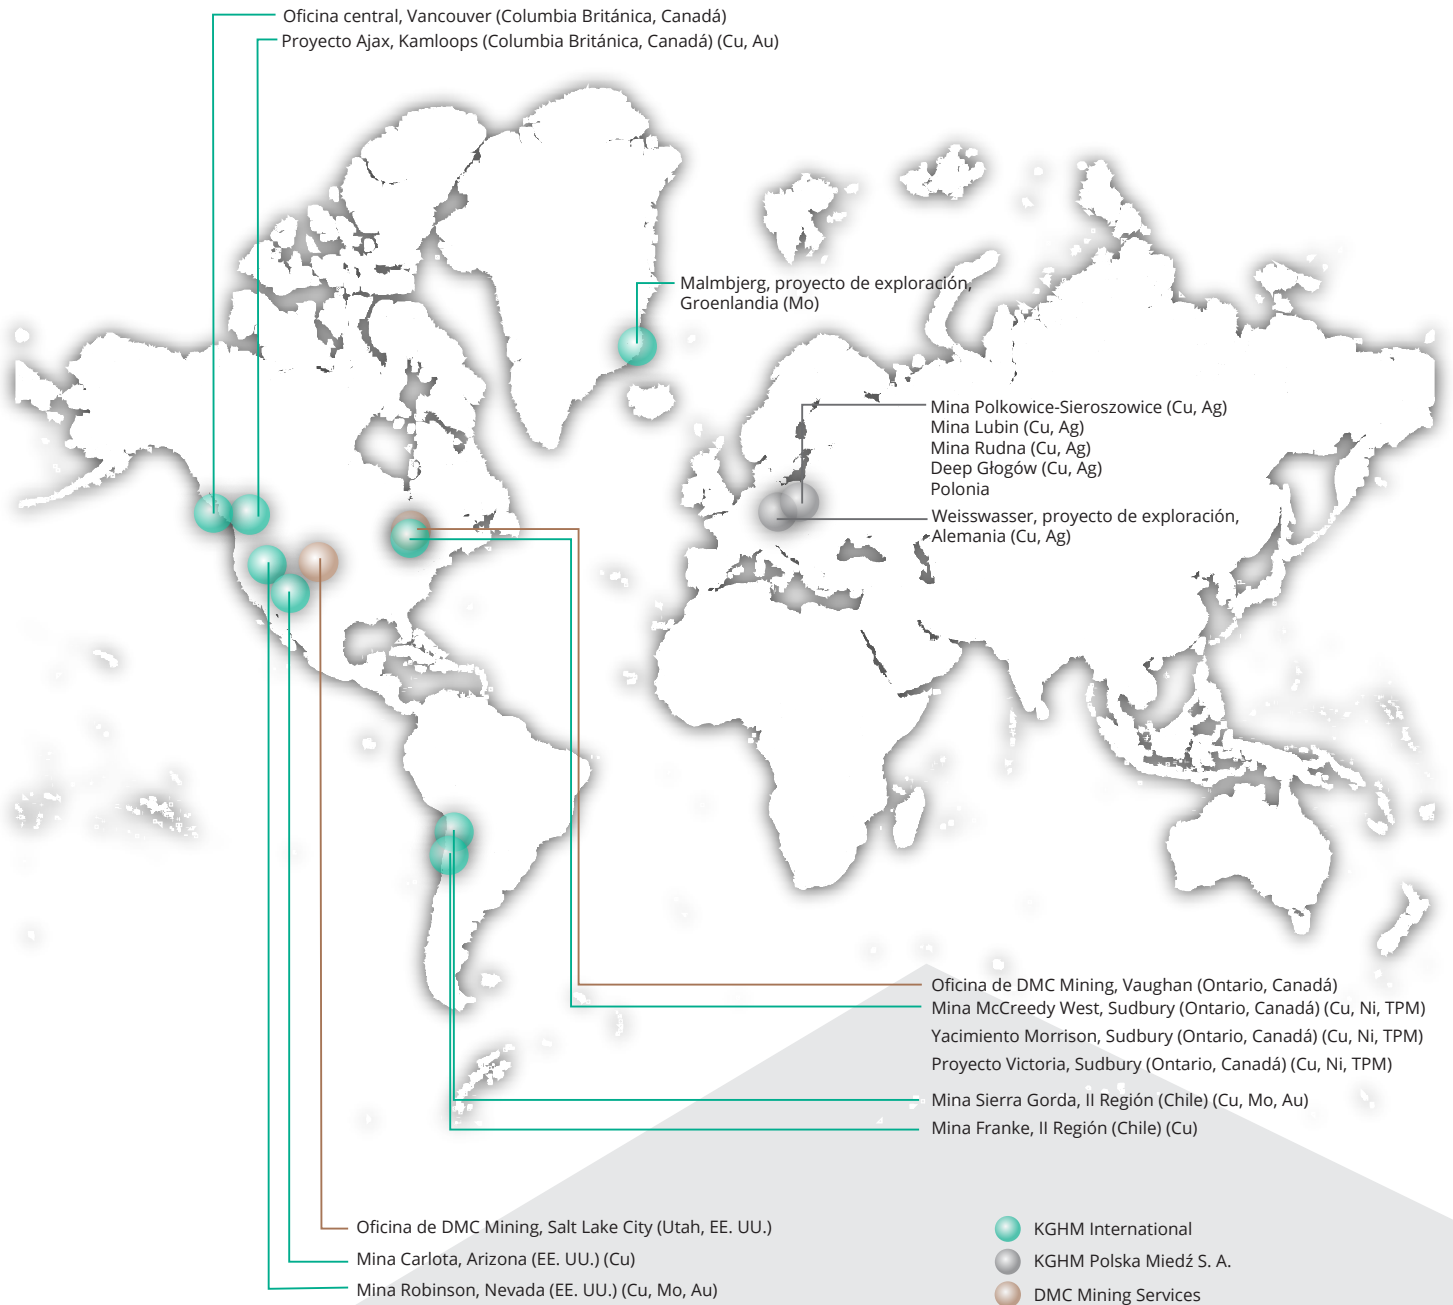 Oficina central, Vancouver (Columbia Británica, Canadá)
Proyecto Ajax, Kamloops (Columbia Británica, Canadá) (Cu, Au)
Malmbjerg, proyecto de exploración,
Groenlandia (Mo)
Mina Polkowice-Sieroszowice (Cu, Ag)
Mina Lubin (Cu, Ag)
Mina Rudna (Cu, Ag)
Deep Głogów (Cu, Ag)
Polonia
Weisswasser, proyecto de exploración,
Alemania (Cu, Ag)
Oficina de DMC Mining, Vaughan (Ontario, Canadá)
Mina McCreedy West, Sudbury (Ontario, Canadá) (Cu, Ni, TPM)
Yacimiento Morrison, Sudbury (Ontario, Canadá) (Cu, Ni, TPM)
Proyecto Victoria, Sudbury (Ontario, Canadá) (Cu, Ni, TPM)
Mina Sierra Gorda, II Región (Chile) (Cu, Mo, Au)
Mina Franke, II Región (Chile) (Cu)
Oficina de DMC Mining, Salt Lake City (Utah, EE. UU.)
Mina Carlota, Arizona (EE. UU.) (Cu)
Mina Robinson, Nevada (EE. UU.) (Cu, Mo, Au)
KGHM International
KGHM Polska Miedź S. A.
DMC Mining Services